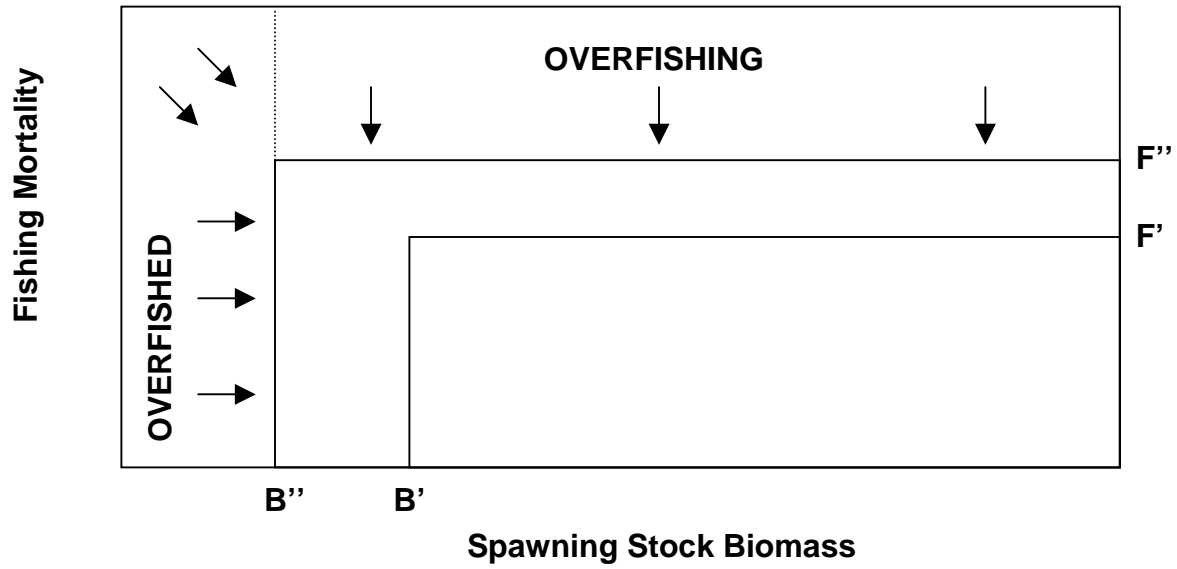 OVERFISHING
Fishing Mortality
F’’
F’
OVERFISHED
B’’ B’
Spawning Stock Biomass